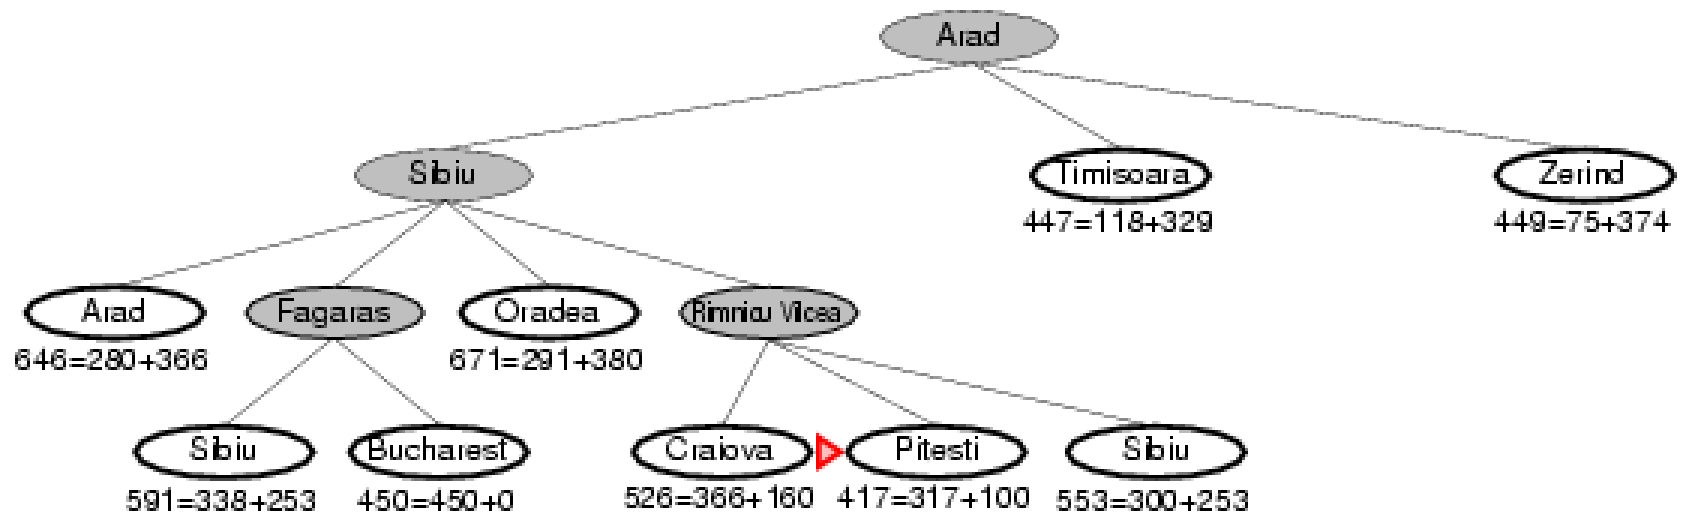 Arad
Sibiu
Timisoara
Zerind
447=118+329
449=75+374
Arad
Fagaras
Oradea
Rimnicu Vilcea
646=280+366
671=291+380
Sibiu
Bucharest
Craiova
Pitesti
Sibiu
591=338+253
450=450+0
526=366+160
417=317+100
553=300+253